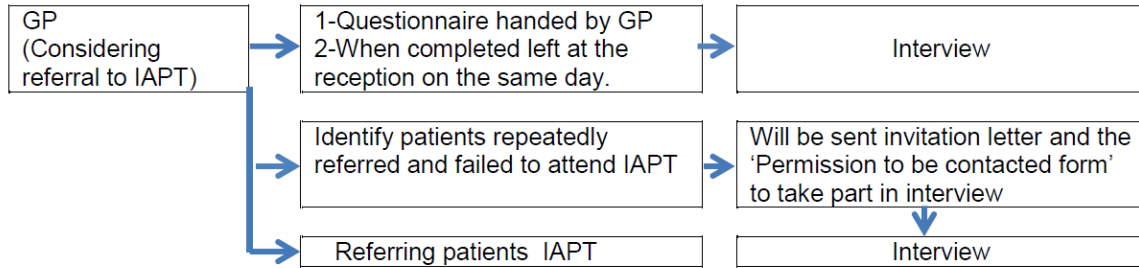 GP
(Considering
referral to IAPT)
1-Questionnaire handed by GP
2-When completed left at the
reception on the same day.
Interview
Identify patients repeatedly
referred and failed to attend IAPT
Will be sent invitation letter and the
‘Permission to be contacted form’
to take part in interview
Referring patients  IAPT
Interview